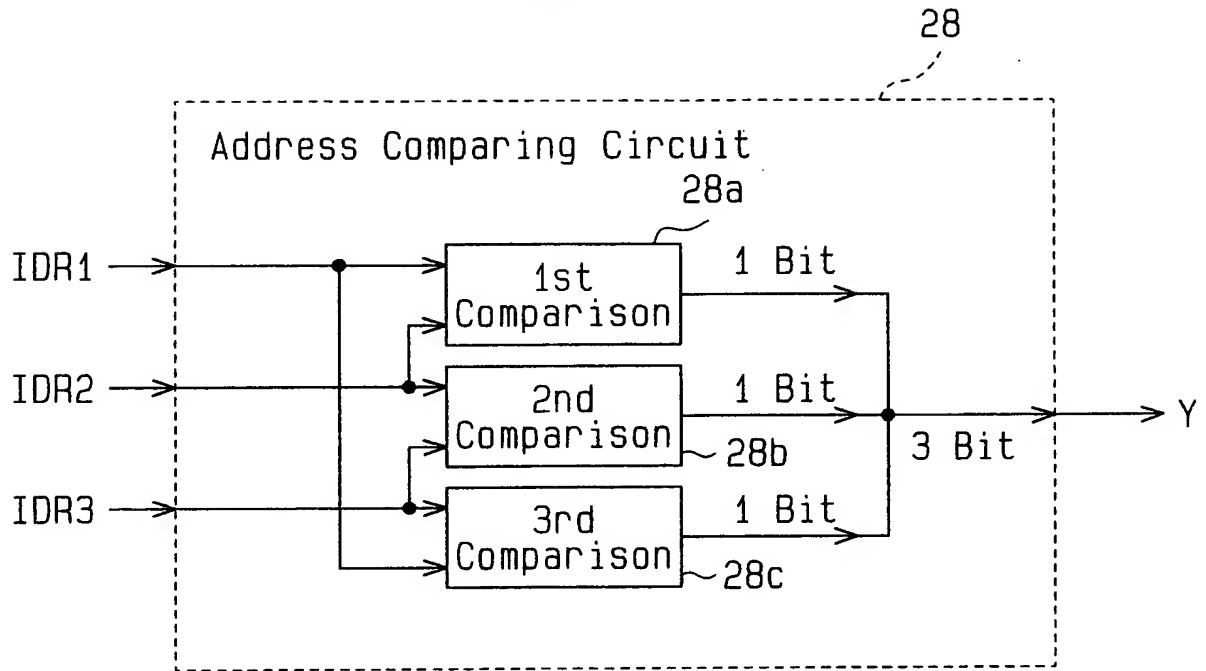 28
Address Comparing Circuit
28a
IDR1
1st
Comparison
1 Bit
IDR2
2nd
Comparison
1 Bit
28b
3 Bit
Y
IDR3
3rd
Comparison
1 Bit
28c